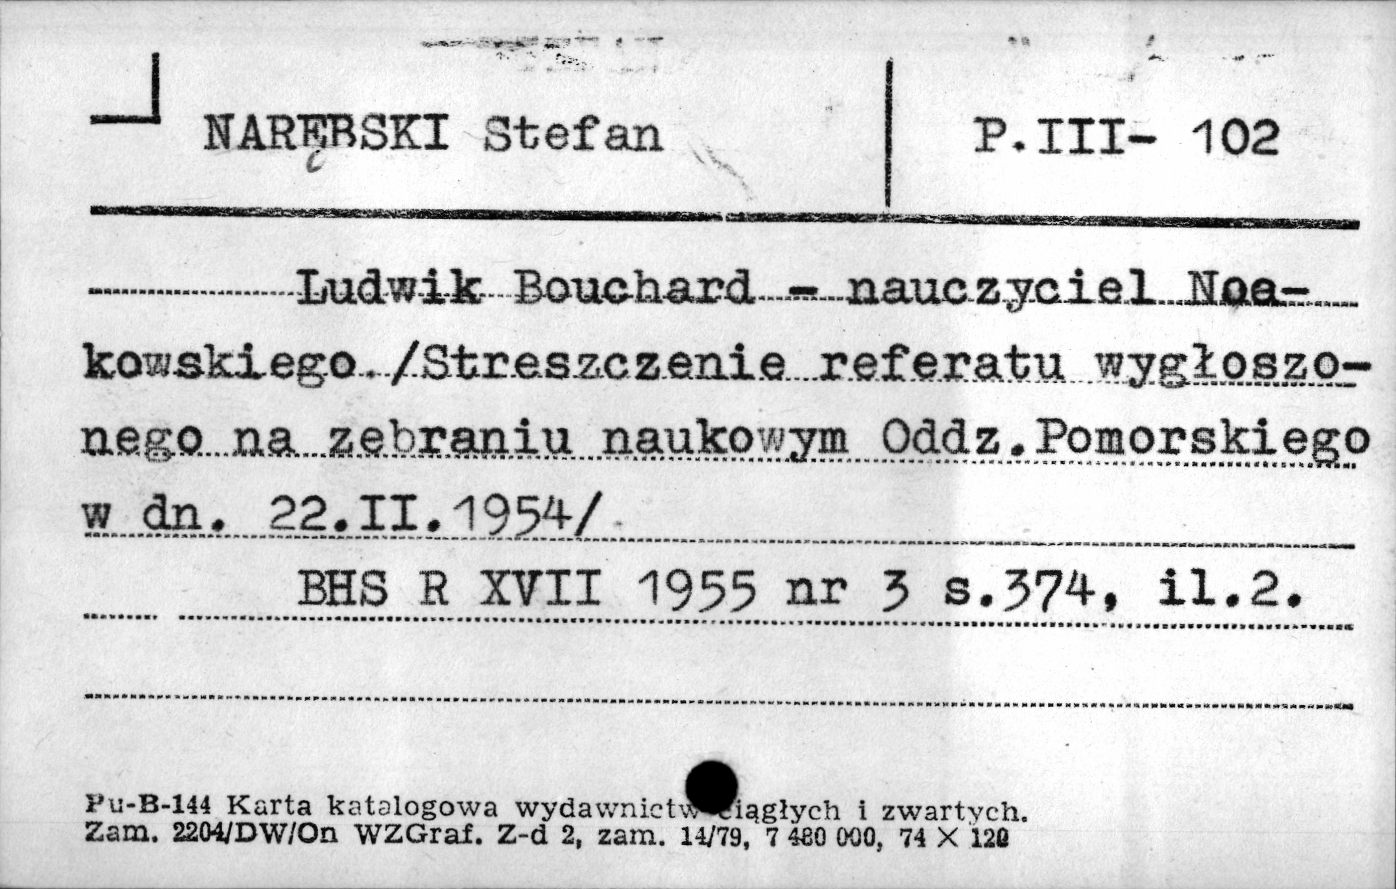 NARĘBSKI Stefan
P.III- 102
Ludwik Bouchard - nauczyciel Noa-
kowskiego./Streszczenie referatu wygłoszo-
nego na zebraniu naukowym Oddz.Pomorskiego
w dn. 22.II.1954/
BHS R XVII 1955 nr 3 s.374, il.2.
Pu-B-144 Karta katalogowa wydawnictw ciągłych i zwartych.
Zam. 2204/DW/On WZGraf. Z-d 2, zam. 14/79, 7 480 000, 74 X 120